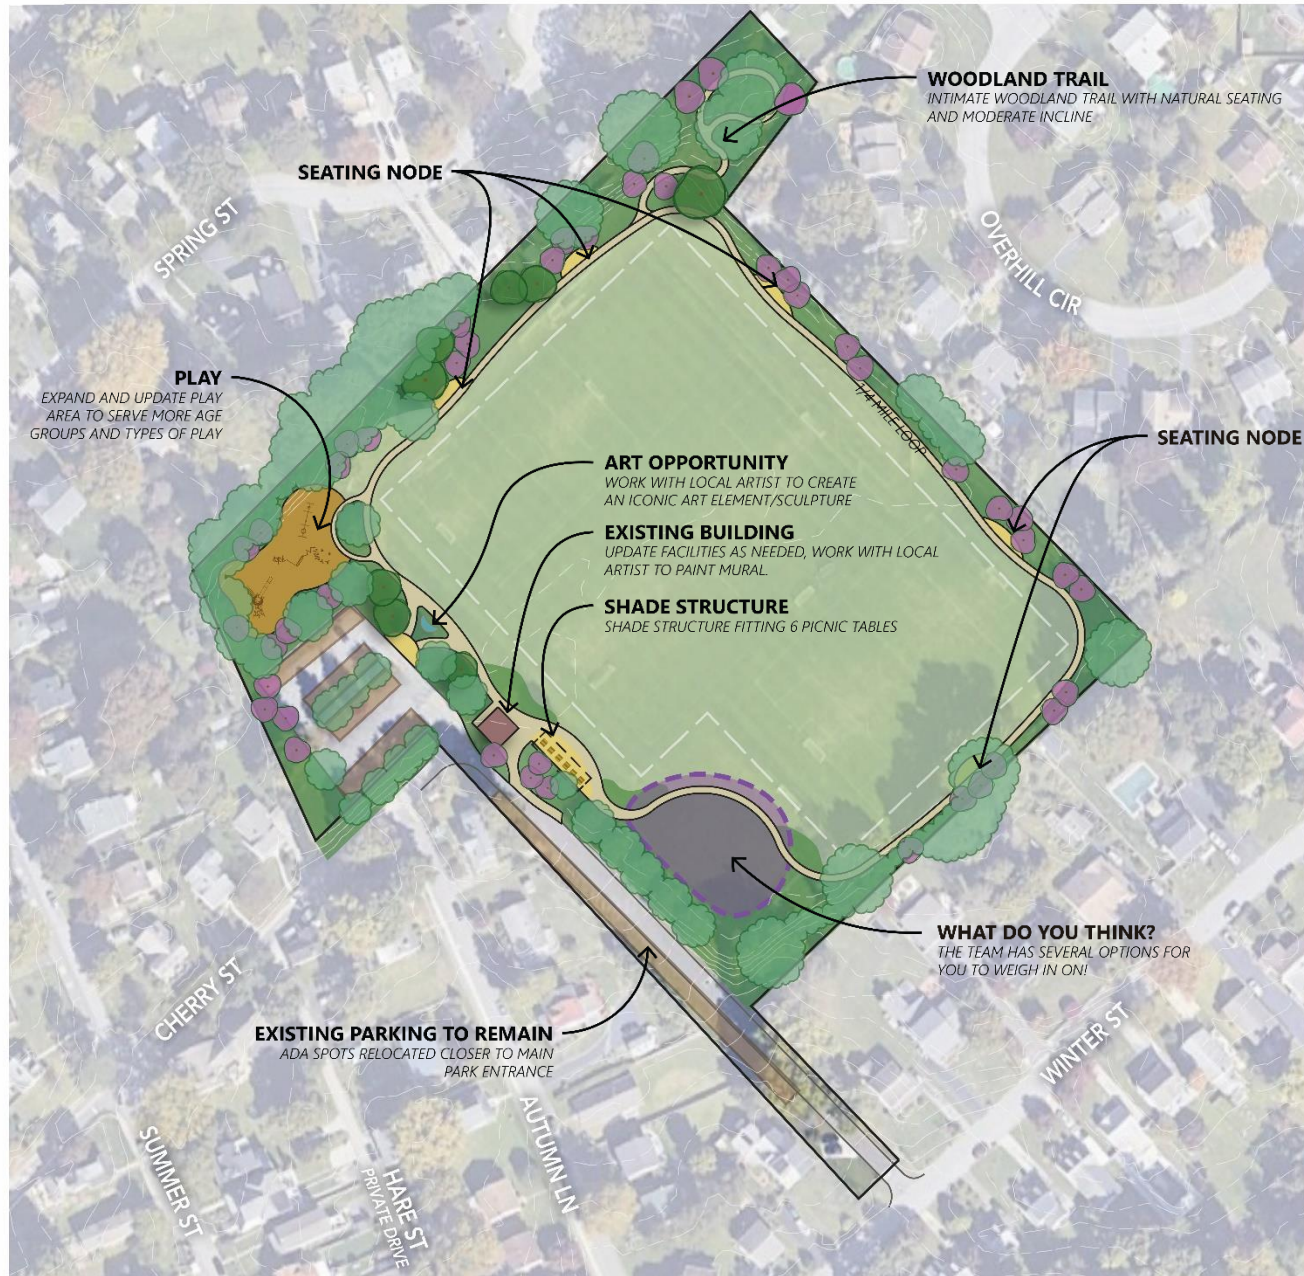 WOODLAND TRAIL
INTIMATE WOODLAND TRAIL WITH NATURAL SEATING
AND MODERATE INCLINE
SEATING NODE
SPRING ST
OVERHILL CIR
PLAY
EXPAND AND UPDATE PLAY
AREA TO SERVE MORE AGE
GROUPS AND TYPES OF PLAY
1/4 MILE LOOP
SEATING NODE
ART OPPORTUNITY
WORK WITH LOCAL ARTIST TO CREATE
AN ICONIC ART ELEMENT/SCULPTURE
EXISTING BUILDING
UPDATE FACILITIES AS NEEDED, WORK WITH LOCAL
ARTIST TO PAINT MURAL.
SHADE STRUCTURE
SHADE STRUCTURE FITTING 6 PICNIC TABLES
WHAT DO YOU THINK?
THE TEAM HAS SEVERAL OPTIONS FOR
YOU TO WEIGH IN ON!
CHERRY ST
EXISTING PARKING TO REMAIN
ADA SPOTS RELOCATED CLOSER TO MAIN
PARK ENTRANCE
WINTER ST
SUMMER ST
HARE ST
PRIVATE DRIVE
AUTUMN LN